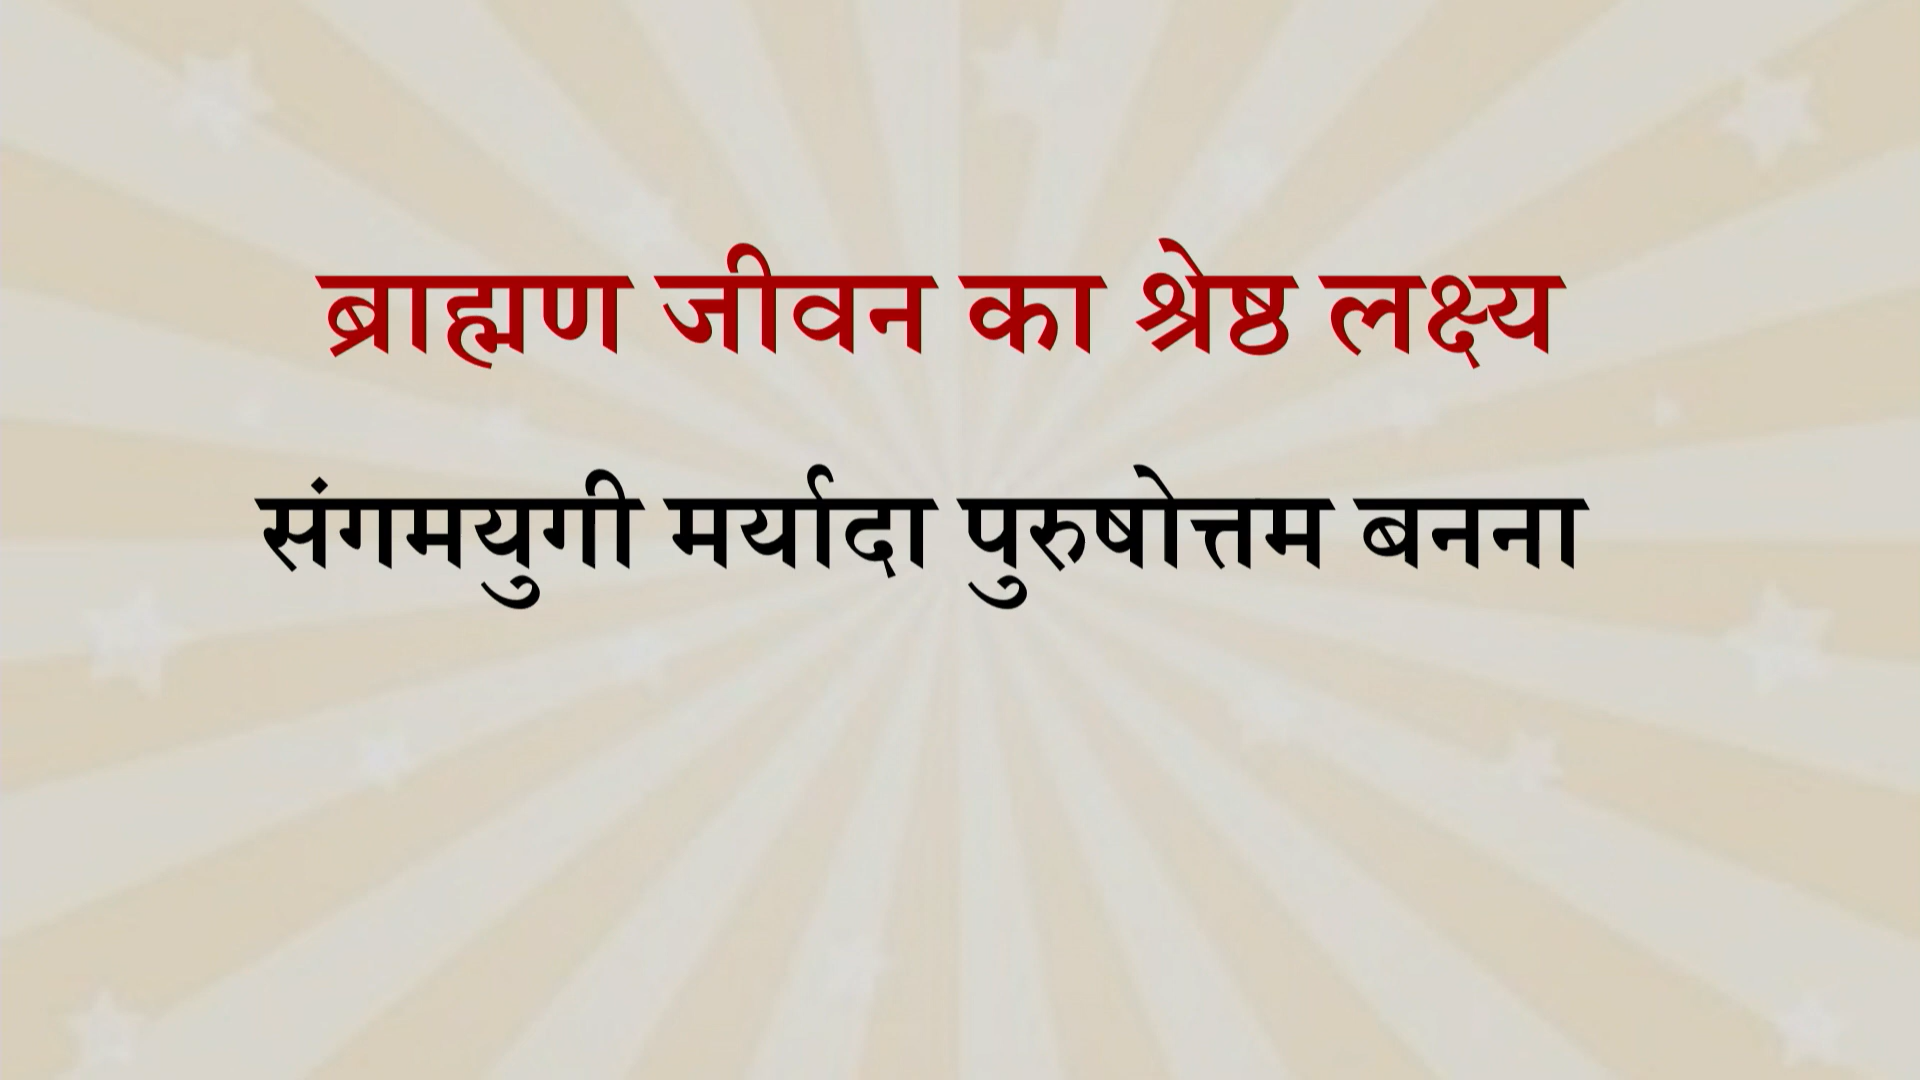 ब्राह्मण जीवन का श्रेष्ठ लक्ष्य
संगमयुगी मर्यादा पुरुषोत्तम बनना